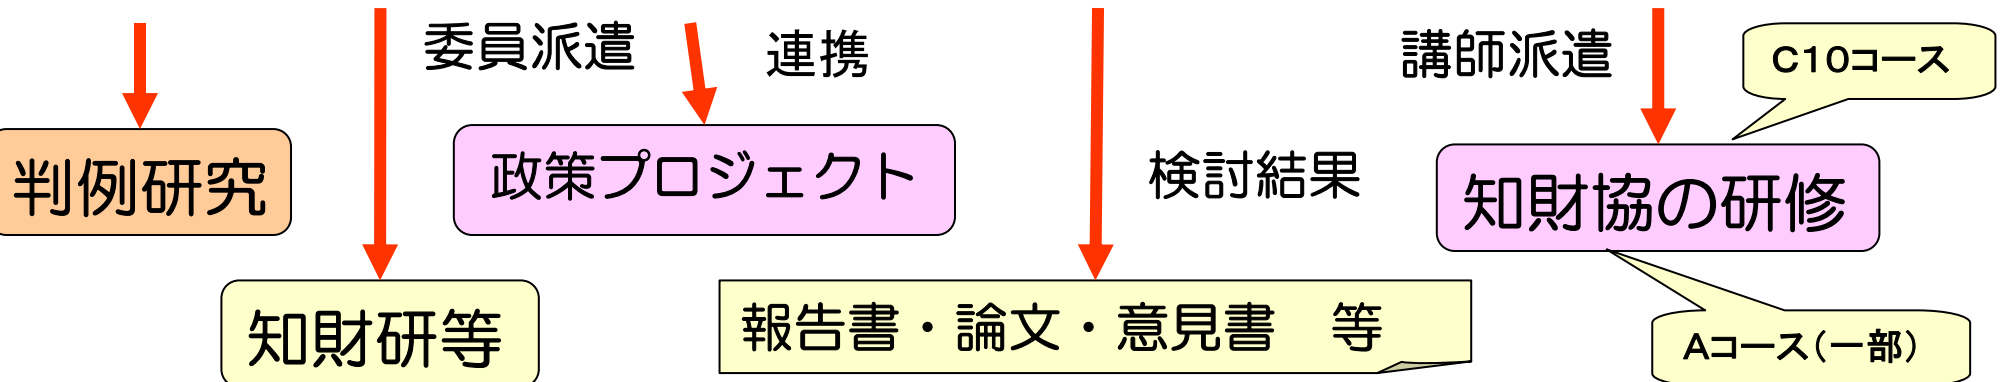 委員派遣
連携
講師派遣
C10コース
判例研究
政策プロジェクト
検討結果
知財協の研修
知財研等
報告書・論文・意見書　等
Aコース(一部)